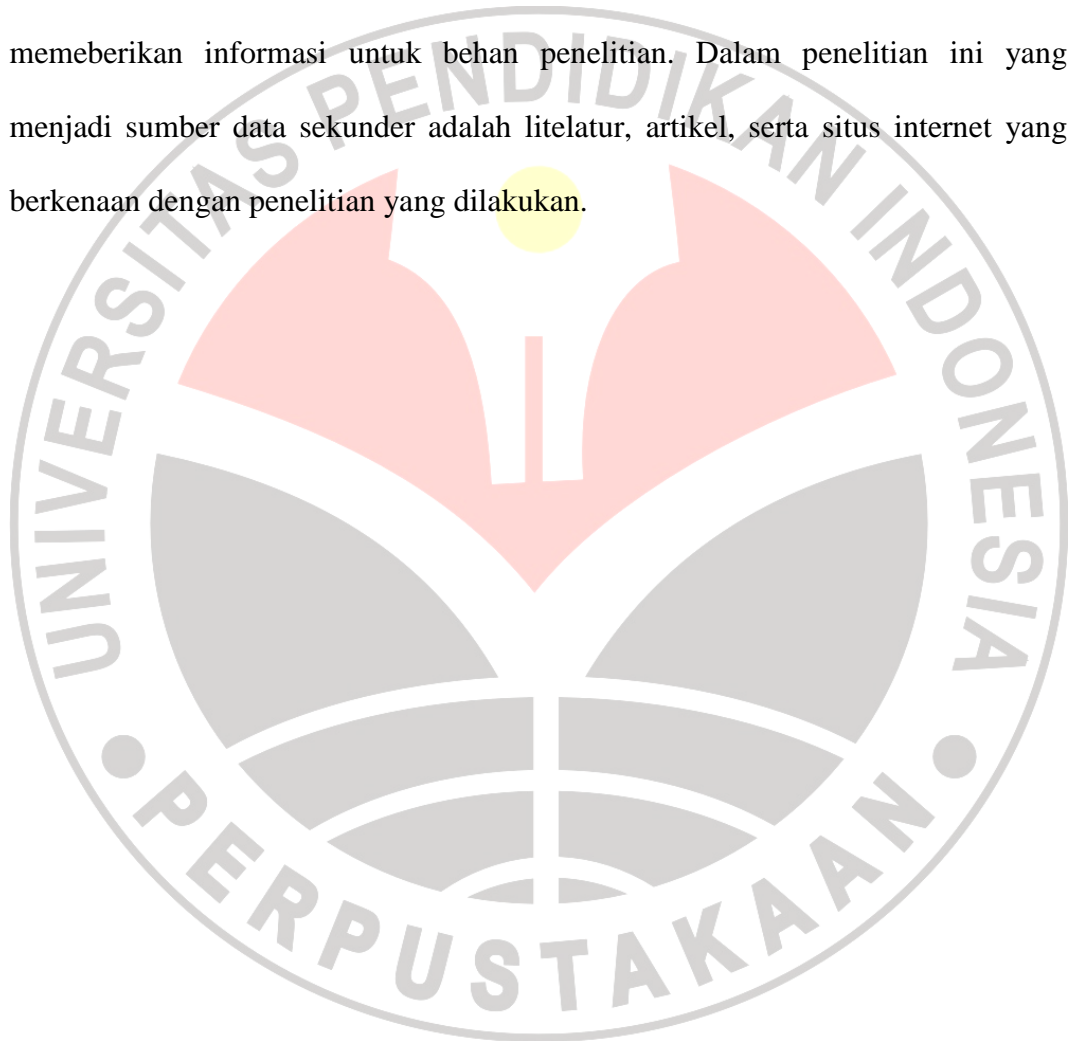 memeberikan informasi untuk behan penelitian. Dalam penelitian ini yang
menjadi sumber data sekunder adalah litelatur, artikel, serta situs internet yang
berkenaan dengan penelitian yang dilakukan.
UNIVERSITAS PENDIDIKAN INDONESIA
PERPUSTAKAAN